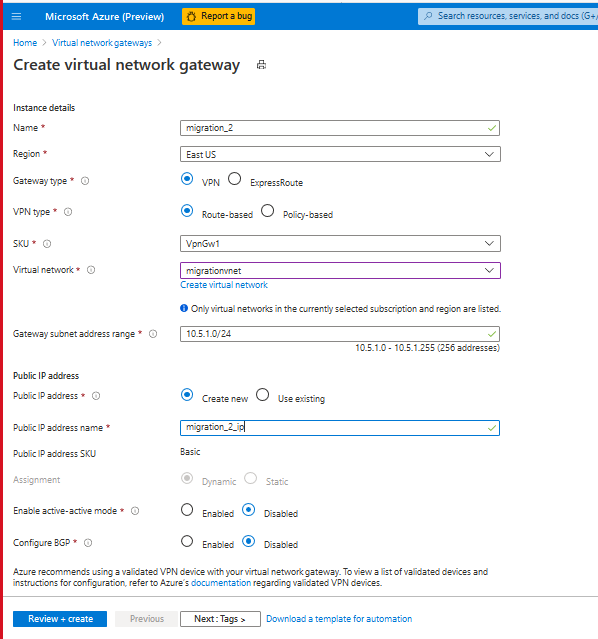 Microsoft Azure (Preview) Report a bug Search resources, services, and docs (G+/
Home > Virtual network gateways >
Create virtual network gateway
Instance details
Name * migration_2
Region * East US
Gateway type * VPN ExpressRoute
VPN type * Route-based Policy-based
SKU * VpnGw1
Virtual network * migrationvnet
Create virtual network
Only virtual networks in the currently selected subscription and region are listed.
Gateway subnet address range * 10.5.1.0/24
10.5.1.0 - 10.5.1.255 (256 addresses)
Public IP address
Public IP address * Create new Use existing
Public IP address name * migration_2_ip
Public IP address SKU Basic
Assignment Dynamic Static
Enable active-active mode * Enabled Disabled
Configure BGP * Enabled Disabled
Azure recommends using a validated VPN device with your virtual network gateway. To view a list of validated devices and
instructions for configuration, refer to Azure's documentation regarding validated VPN devices.
Review + create Previous Next : Tags > Download a template for automation